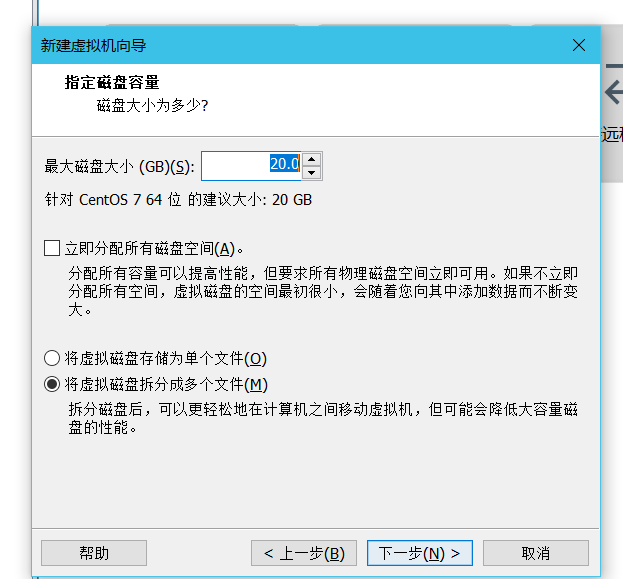 新建虚拟机向导
指定磁盘容量
磁盘大小为多少?
最大磁盘大小 (GB)(S): 20.0
针对 CentOS 7 64 位 的建议大小: 20 GB
立即分配所有磁盘空间(A)。
分配所有容量可以提高性能，但要求所有物理磁盘空间立即可用。如果不立即
分配所有空间，虚拟磁盘的空间最初很小，会随着您向其中添加数据而不断变
大。
将虚拟磁盘存储为单个文件(O)
将虚拟磁盘拆分成多个文件(M)
拆分磁盘后，可以更轻松地在计算机之间移动虚拟机，但可能会降低大容量磁
盘的性能。
帮助 < 上一步(B) 下一步(N) > 取消
远